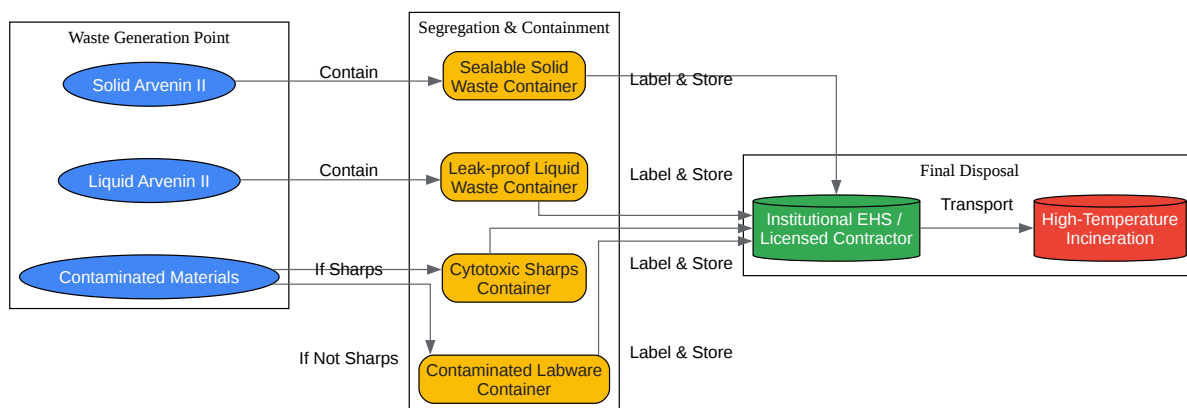 Waste Generation Point
Solid Arvenin II
Liquid Arvenin II
Contaminated Materials
Contain
Contain
If Sharps
If Not Sharps
Segregation & Containment
Sealable Solid
Waste Container
Leak-proof Liquid
Waste Container
Cytotoxic Sharps
Container
Contaminated Labware
Container
Label & Store
Label & Store
Label & Store
Label & Store
Final Disposal
Institutional EHS /
Licensed Contractor
Transport
High-Temperature
Incineration